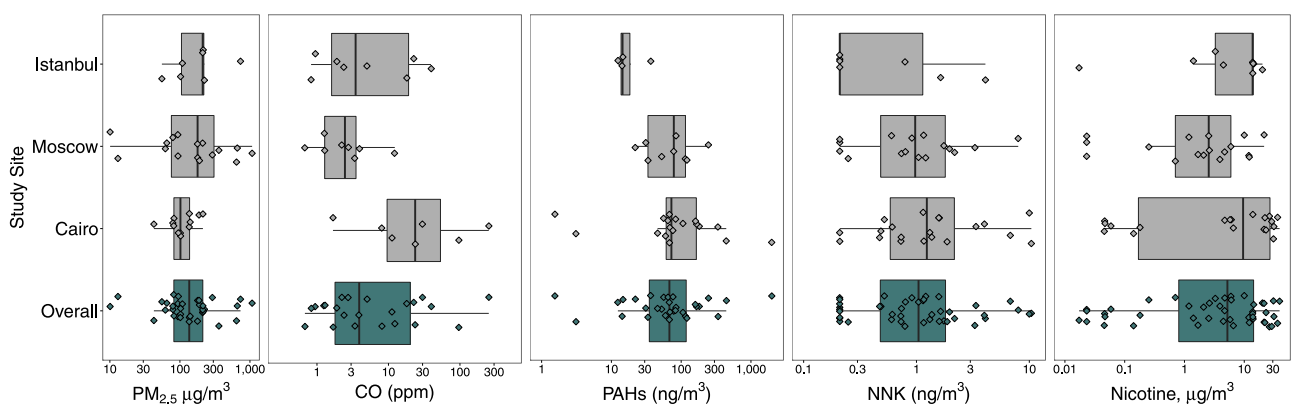 Study Site
Istanbul
Moscow
Cairo
Overall
10 30 100 300 1,000
1 3 10 30 100 300
1 3 10 30 100 300
0.1 0.3 1 3 10
0.01 0.1 1 10 30
PM2.5 µg/m3
CO (ppm)
PAHs (ng/m3)
NNK (ng/m3)
Nicotine, µg/m3